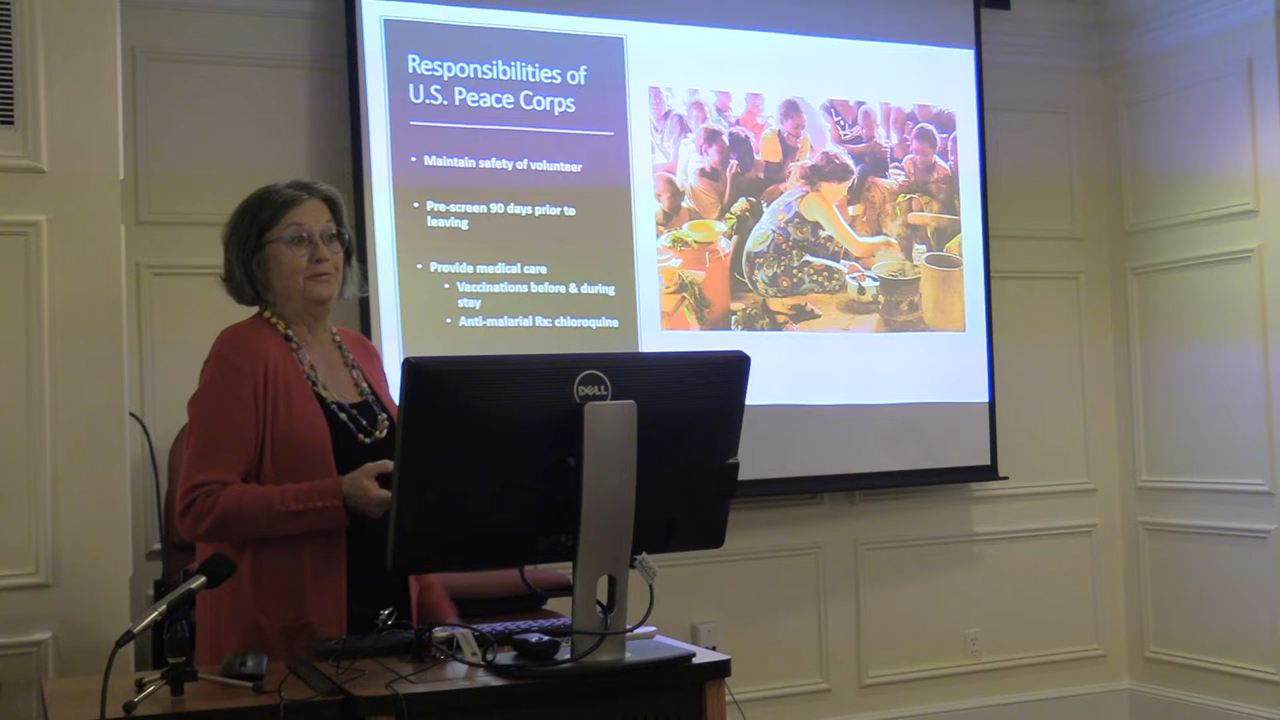 Responsibilities of
U.S. Peace Corps
• Maintain safety of volunteer
• Pre-screen 90 days prior to
leaving
• Provide medical care
• Vaccinations before & during
stay
• Anti-malarial Rx: chloroquine
DELL